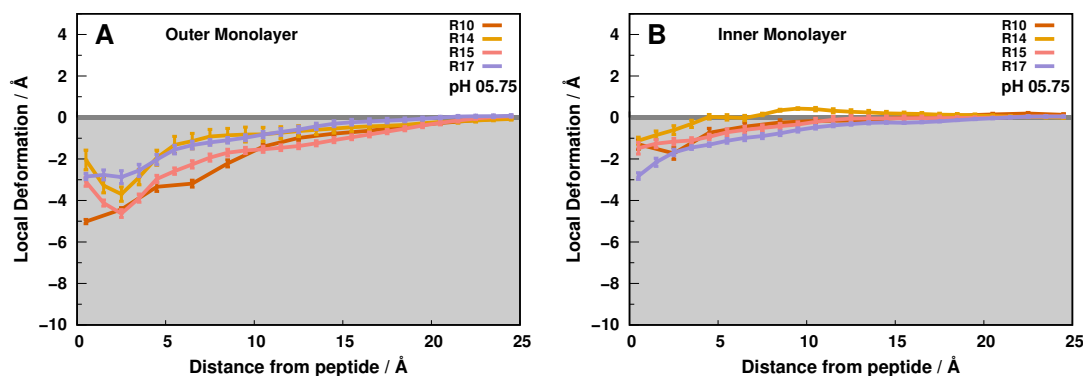 A Outer Monolayer
R10
R14
R15
R17
pH 05.75
4
2
0
−2
−4
−6
−8
−10
0 5 10 15 20 25
Local Deformation / Å
Distance from peptide / Å
B Inner Monolayer
R10
R14
R15
R17
pH 05.75
4
2
0
−2
−4
−6
−8
−10
0 5 10 15 20 25
Local Deformation / Å
Distance from peptide / Å